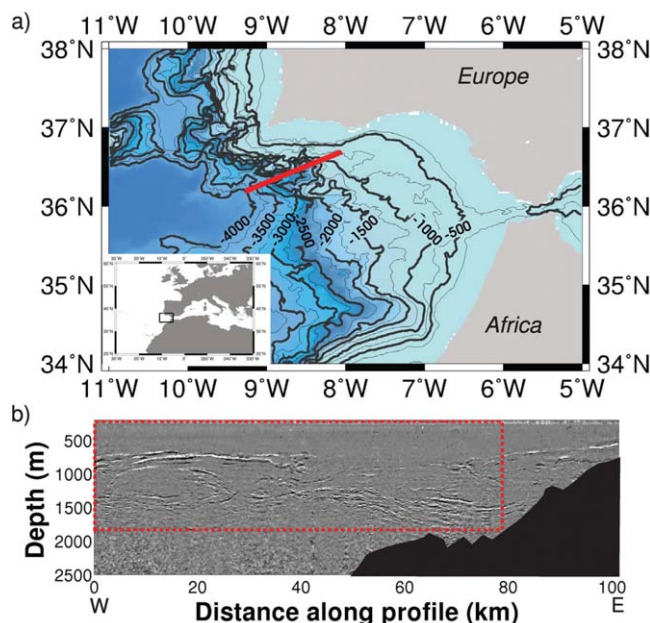 a)
11˚W 10˚W 9˚W 8˚W 7˚W 6˚W 5˚W
38˚N 38˚N
Europe
37˚N 37˚N
36˚N 36˚N
-4000 -3500 -3000 -2500 -2000 -1500 -1000 -500
35˚N 35˚N
Africa
34˚N 34˚N
11˚W 10˚W 9˚W 8˚W 7˚W 6˚W 5˚W
b)
Depth (m)
500
1000
1500
2000
2500
0 20 40 60 80 100
W E
Distance along profile (km)